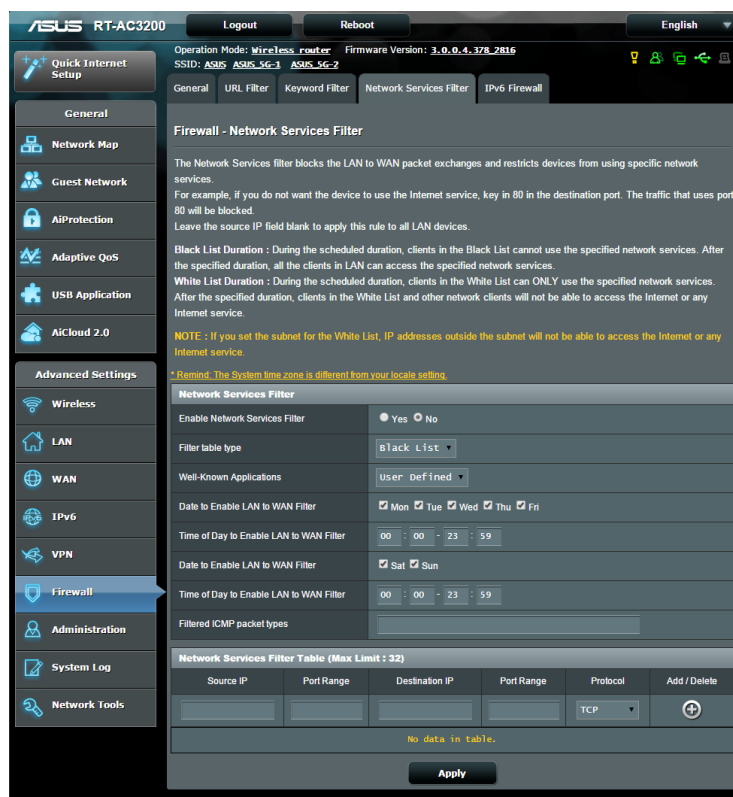 ASUS RT-AC3200 Logout Reboot English
Quick Internet Setup
Operation Mode: Wireless router Firmware Version: 3.0.0.4.378_2816
SSID: ASUS ASUS_5G-1 ASUS_5G-2
General URL Filter Keyword Filter Network Services Filter IPv6 Firewall
General
Network Map
Guest Network
AiProtection
Adaptive QoS
USB Application
AiCloud 2.0
Advanced Settings
Wireless
LAN
WAN
IPv6
VPN
Firewall
Administration
System Log
Network Tools
Firewall - Network Services Filter
The Network Services filter blocks the LAN to WAN packet exchanges and restricts devices from using specific network
services.
For example, if you do not want the device to use the Internet service, key in 80 in the destination port. The traffic that uses port
80 will be blocked.
Leave the source IP field blank to apply this rule to all LAN devices.
Black List Duration : During the scheduled duration, clients in the Black List cannot use the specified network services. After
the specified duration, all the clients in LAN can access the specified network services.
White List Duration : During the scheduled duration, clients in the White List can ONLY use the specified network services.
After the specified duration, clients in the White List and other network clients will not be able to access the Internet or any
Internet service.
NOTE : If you set the subnet for the White List, IP addresses outside the subnet will not be able to access the Internet or any
Internet service.
* Remind: The System time zone is different from your locale setting.
Network Services Filter
Enable Network Services Filter Yes No
Filter table type Black List
Well-Known Applications User Defined
Date to Enable LAN to WAN Filter Mon Tue Wed Thu Fri
Time of Day to Enable LAN to WAN Filter 00 : 00 - 23 : 59
Date to Enable LAN to WAN Filter Sat Sun
Time of Day to Enable LAN to WAN Filter 00 : 00 - 23 : 59
Filtered ICMP packet types
Network Services Filter Table (Max Limit : 32)
Source IP Port Range Destination IP Port Range Protocol Add / Delete
TCP
No data in table.
Apply